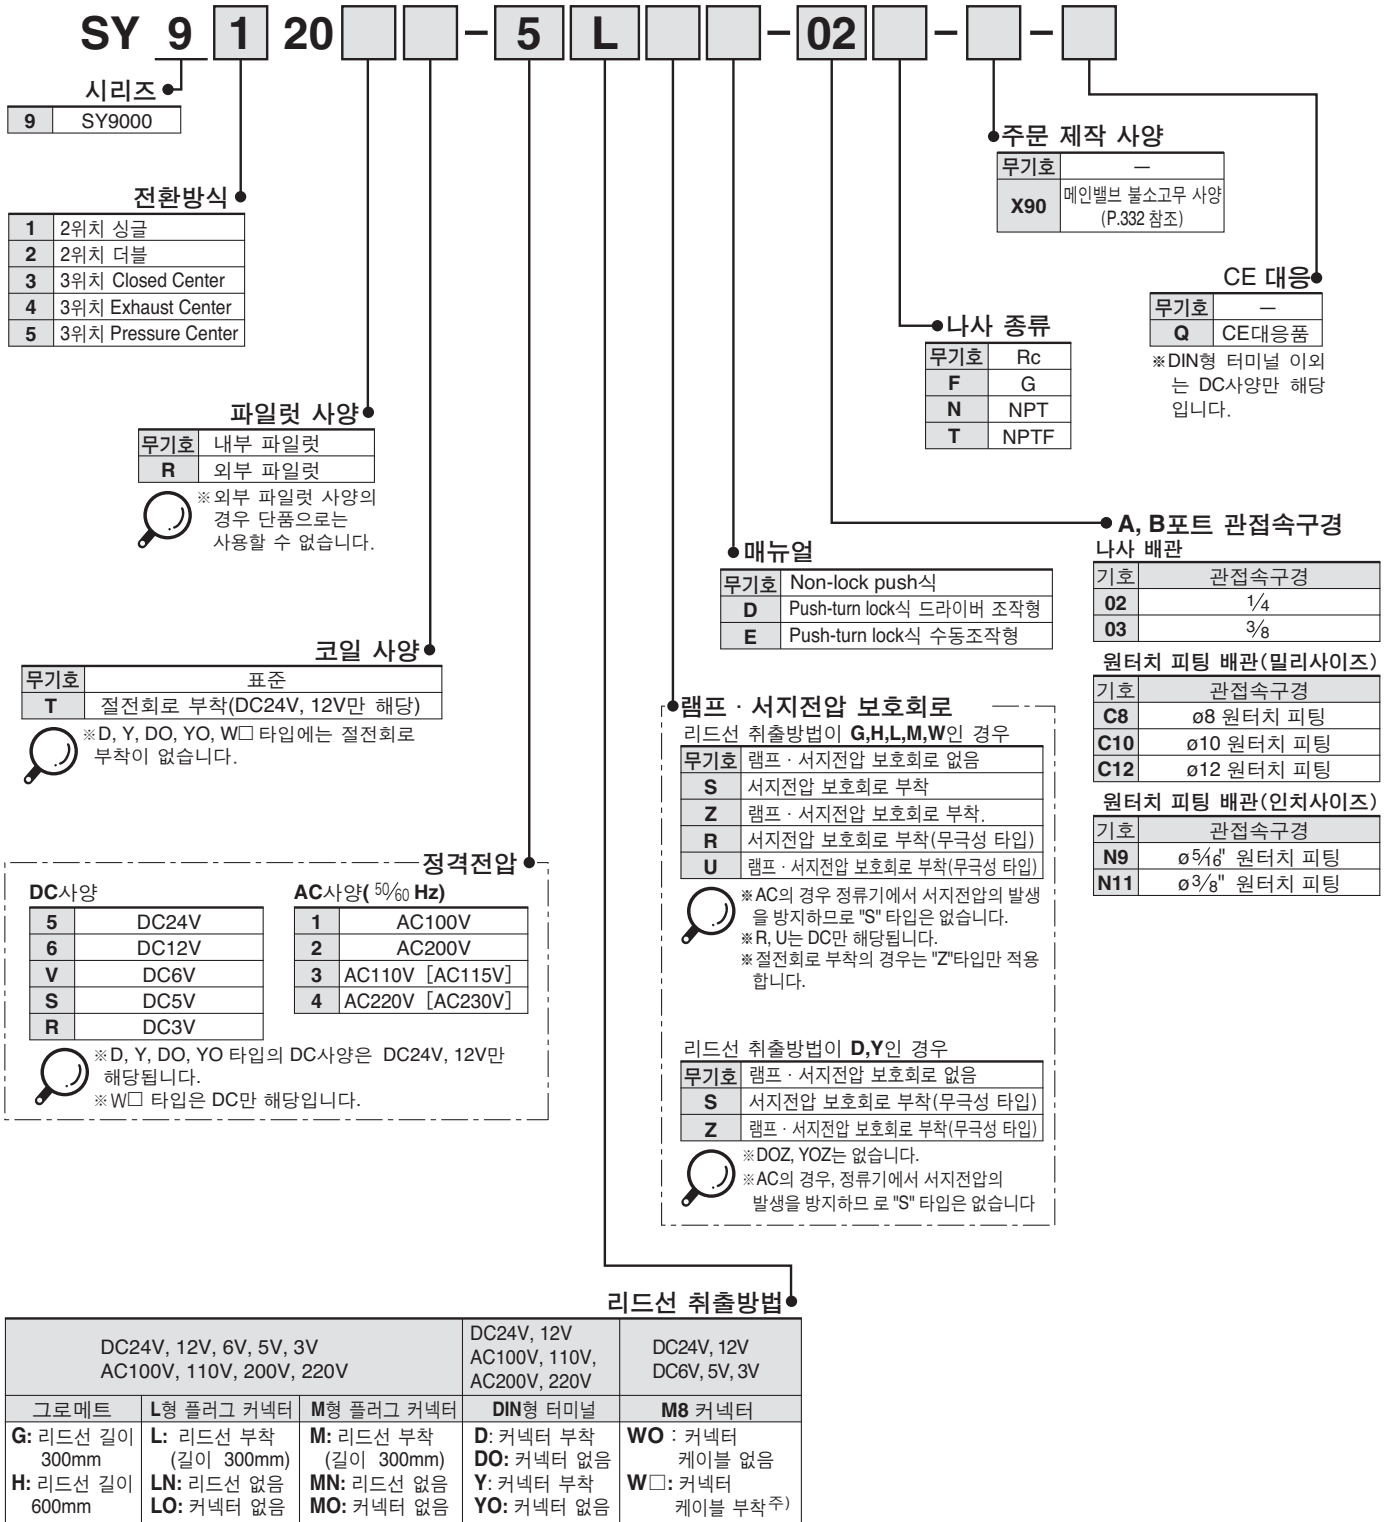 SY 9 1 20 □ □ - 5 L □ □ - 02 □ - □ - □
시리즈
9 SY9000
전환방식
1 2위치 싱글
2 2위치 더블
3 3위치 Closed Center
4 3위치 Exhaust Center
5 3위치 Pressure Center
파일럿 사양
무기호 내부 파일럿
R 외부 파일럿
※외부 파일럿 사양의
경우 단품으로는
사용할 수 없습니다.
코일 사양
무기호 표준
T 절전회로 부착(DC24V, 12V만 해당)
※D, Y, DO, YO, W□ 타입에는 절전회로
부착이 없습니다.
정격전압
DC사양
5 DC24V
6 DC12V
V DC6V
S DC5V
R DC3V
AC사양( 50/60 Hz)
1 AC100V
2 AC200V
3 AC110V [AC115V]
4 AC220V [AC230V]
※D, Y, DO, YO 타입의 DC사양은 DC24V, 12V만
해당됩니다.
※W□ 타입은 DC만 해당입니다.
주문 제작 사양
무기호 —
X90 메인밸브 불소고무 사양
(P.332 참조)
CE 대응
무기호 —
Q CE대응품
※DIN형 터미널 이외
는 DC사양만 해당
입니다.
나사 종류
무기호 Rc
F G
N NPT
T NPTF
A, B포트 관접속구경
나사 배관
기호 관접속구경
02 1/4
03 3/8
원터치 피팅 배관(밀리사이즈)
기호 관접속구경
C8 ø8 원터치 피팅
C10 ø10 원터치 피팅
C12 ø12 원터치 피팅
원터치 피팅 배관(인치사이즈)
기호 관접속구경
N9 ø5/16" 원터치 피팅
N11 ø3/8" 원터치 피팅
매뉴얼
무기호 Non-lock push식
D Push-turn lock식 드라이버 조작형
E Push-turn lock식 수동조작형
램프 · 서지전압 보호회로
리드선 취출방법이 G,H,L,M,W인 경우
무기호 램프 · 서지전압 보호회로 없음
S 서지전압 보호회로 부착
Z 램프 · 서지전압 보호회로 부착.
R 서지전압 보호회로 부착(무극성 타입)
U 램프 · 서지전압 보호회로 부착(무극성 타입)
※AC의 경우 정류기에서 서지전압의 발생
을 방지하므로 "S" 타입은 없습니다.
※R, U는 DC만 해당됩니다.
※절전회로 부착의 경우는 "Z"타입만 적용
합니다.
리드선 취출방법이 D,Y인 경우
무기호 램프 · 서지전압 보호회로 없음
S 서지전압 보호회로 부착(무극성 타입)
Z 램프 · 서지전압 보호회로 부착(무극성 타입)
※DOZ, YOZ는 없습니다.
※AC의 경우, 정류기에서 서지전압의
발생을 방지하므 로 "S" 타입은 없습니다
리드선 취출방법
DC24V, 12V, 6V, 5V, 3V
AC100V, 110V, 200V, 220V
DC24V, 12V
AC100V, 110V,
AC200V, 220V
DC24V, 12V
DC6V, 5V, 3V
그로메트 L형 플러그 커넥터 M형 플러그 커넥터 DIN형 터미널 M8 커넥터
G: 리드선 길이
300mm
H: 리드선 길이
600mm
L: 리드선 부착
(길이 300mm)
LN: 리드선 없음
LO: 커넥터 없음
M: 리드선 부착
(길이 300mm)
MN: 리드선 없음
MO: 커넥터 없음
D: 커넥터 부착
DO: 커넥터 없음
Y: 커넥터 부착
YO: 커넥터 없음
WO : 커넥터
케이블 없음
W□: 커넥터
케이블 부착주)